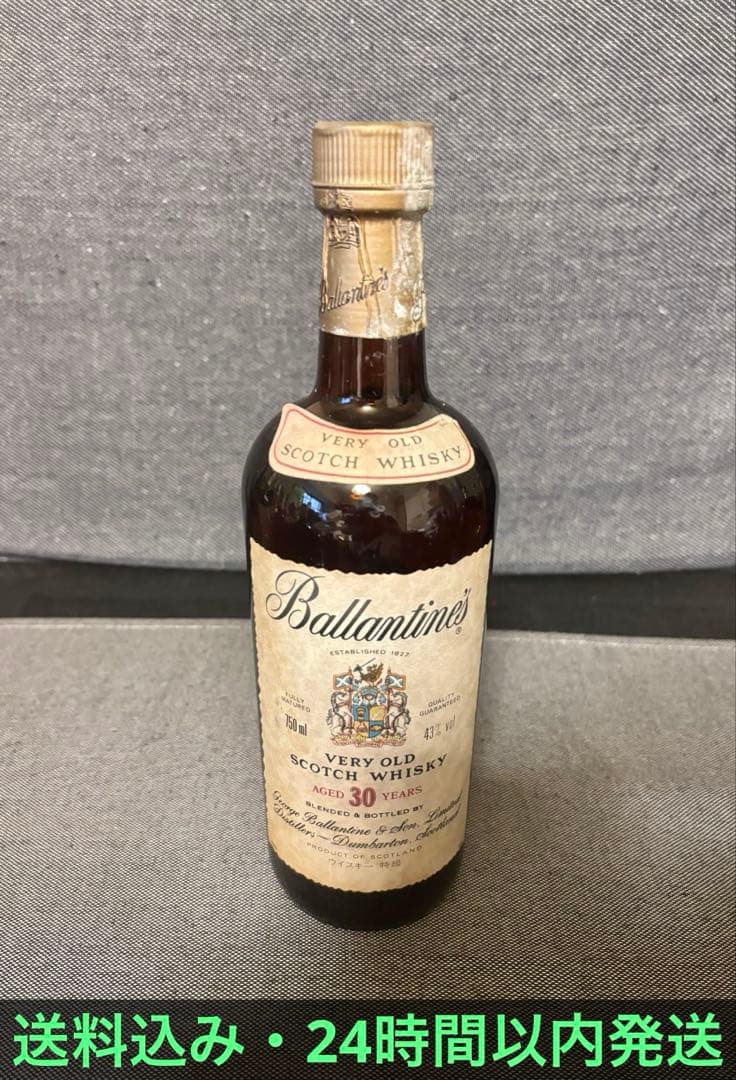 Ballantine's
VERY OLD
SCOTCH WHISKY
Ballantine's®
ESTABLISHED 1827
FULLY
MATURED
750 ml
QUALITY
GUARANTEED
43% vol
VERY OLD
SCOTCH WHISKY
AGED 30 YEARS
BLENDED & BOTTLED BY
George Ballantine & Son, Limited
Distillers—Dumbarton, Scotland
PRODUCT OF SCOTLAND
ウイスキー 特級
送料込み・24時間以内発送